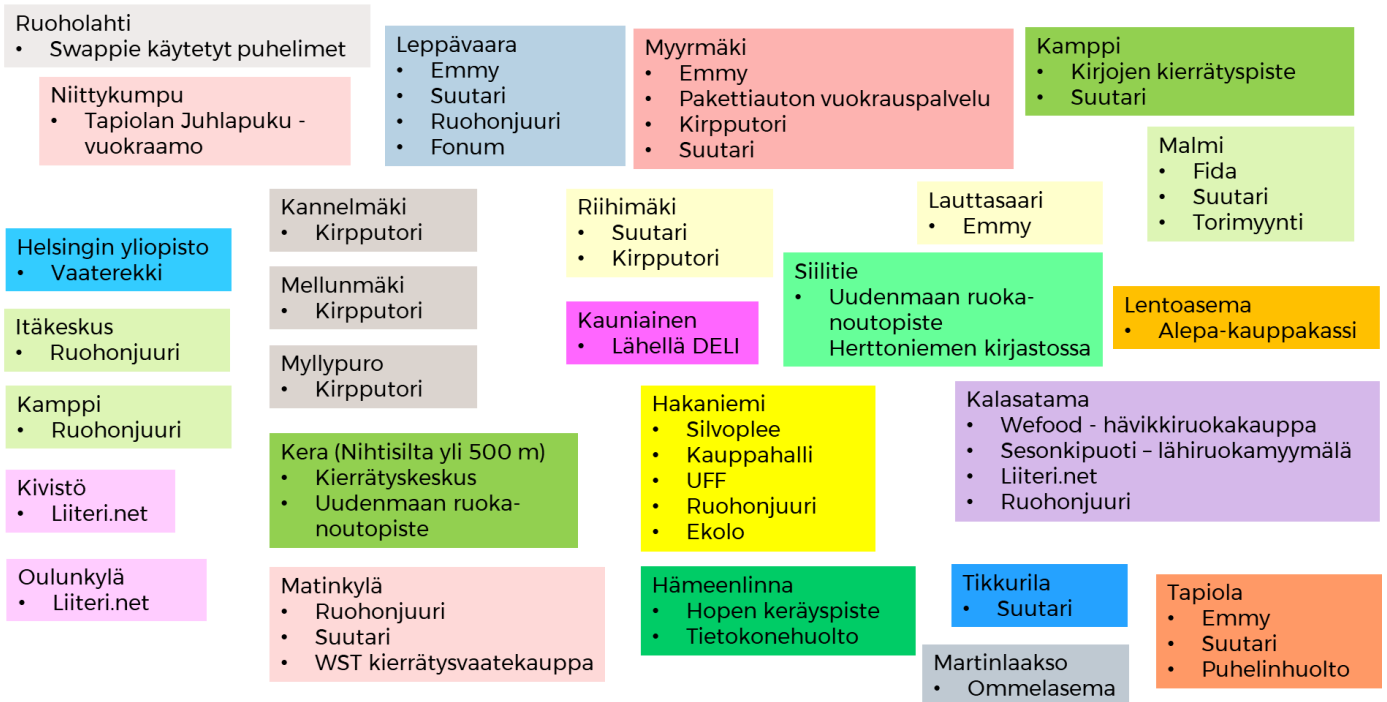 Ruoholahti
• Swappie käytetyt puhelimet
Niittykumpu
• Tapiolan Juhlapuku -
vuokraamo
Leppävaara
• Emmy
• Suutari
• Ruohonjuuri
• Fonum
Myyrmäki
• Emmy
• Pakettiauton vuokrauspalvelu
• Kirpputori
• Suutari
Kamppi
• Kirjojen kierrätyspiste
• Suutari
Malmi
• Fida
• Suutari
• Torimyynti
Helsingin yliopisto
• Vaaterekki
Kannelmäki
• Kirpputori
Riihimäki
• Suutari
• Kirpputori
Lauttasaari
• Emmy
Itäkeskus
• Ruohonjuuri
Mellunmäki
• Kirpputori
Kauniainen
• Lähellä DELI
Siilitie
• Uudenmaan ruoka-
noutopiste
Herttoniemen kirjastossa
Lentoasema
• Alepa-kauppakassi
Kamppi
• Ruohonjuuri
Myllypuro
• Kirpputori
Hakaniemi
• Silvoplee
• Kauppahalli
• UFF
• Ruohonjuuri
• Ekolo
Kalasatama
• Wefood - hävikkiruokakauppa
• Sesonkipuoti – lähiruokamyymälä
• Liiteri.net
• Ruohonjuuri
Kivistö
• Liiteri.net
Kera (Nihtisilta yli 500 m)
• Kierrätyskeskus
• Uudenmaan ruoka-
noutopiste
Oulunkylä
• Liiteri.net
Matinkylä
• Ruohonjuuri
• Suutari
• WST kierrätysvaatekauppa
Hämeenlinna
• Hopen keräyspiste
• Tietokonehuolto
Tikkurila
• Suutari
Martinlaakso
• Ommelasema
Tapiola
• Emmy
• Suutari
• Puhelinhuolto